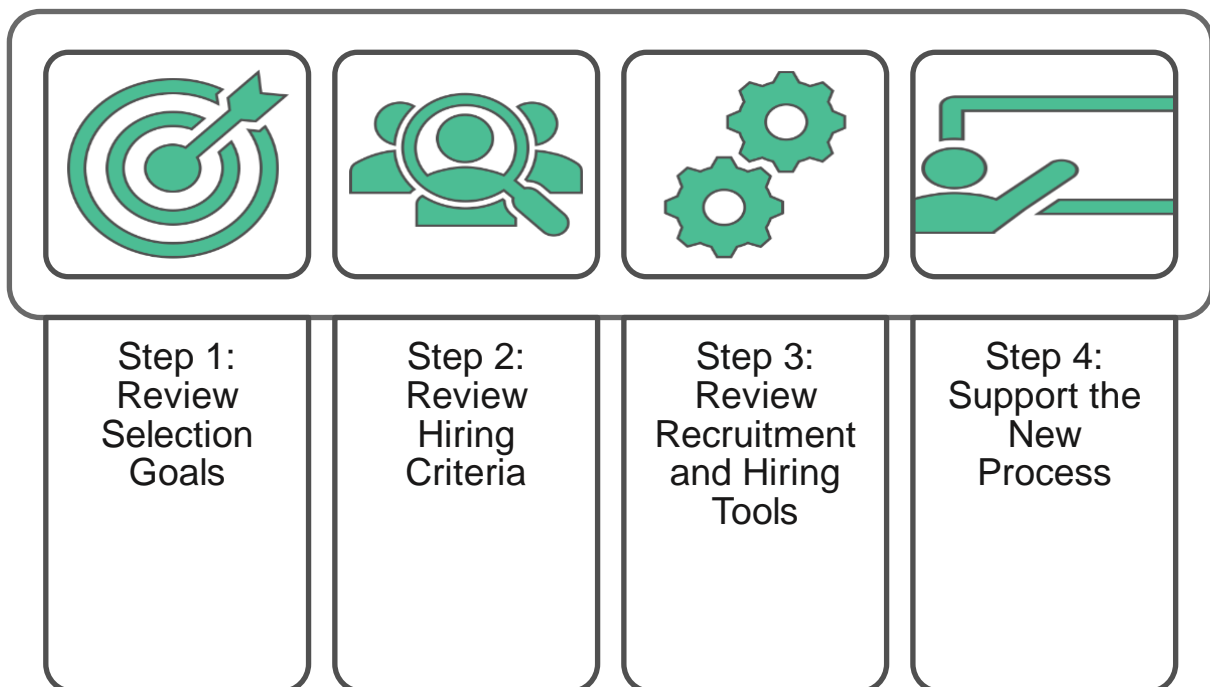 Step 1:
Review
Selection
Goals
Step 2:
Review
Hiring
Criteria
Step 3:
Review
Recruitment
and Hiring
Tools
Step 4:
Support the
New
Process